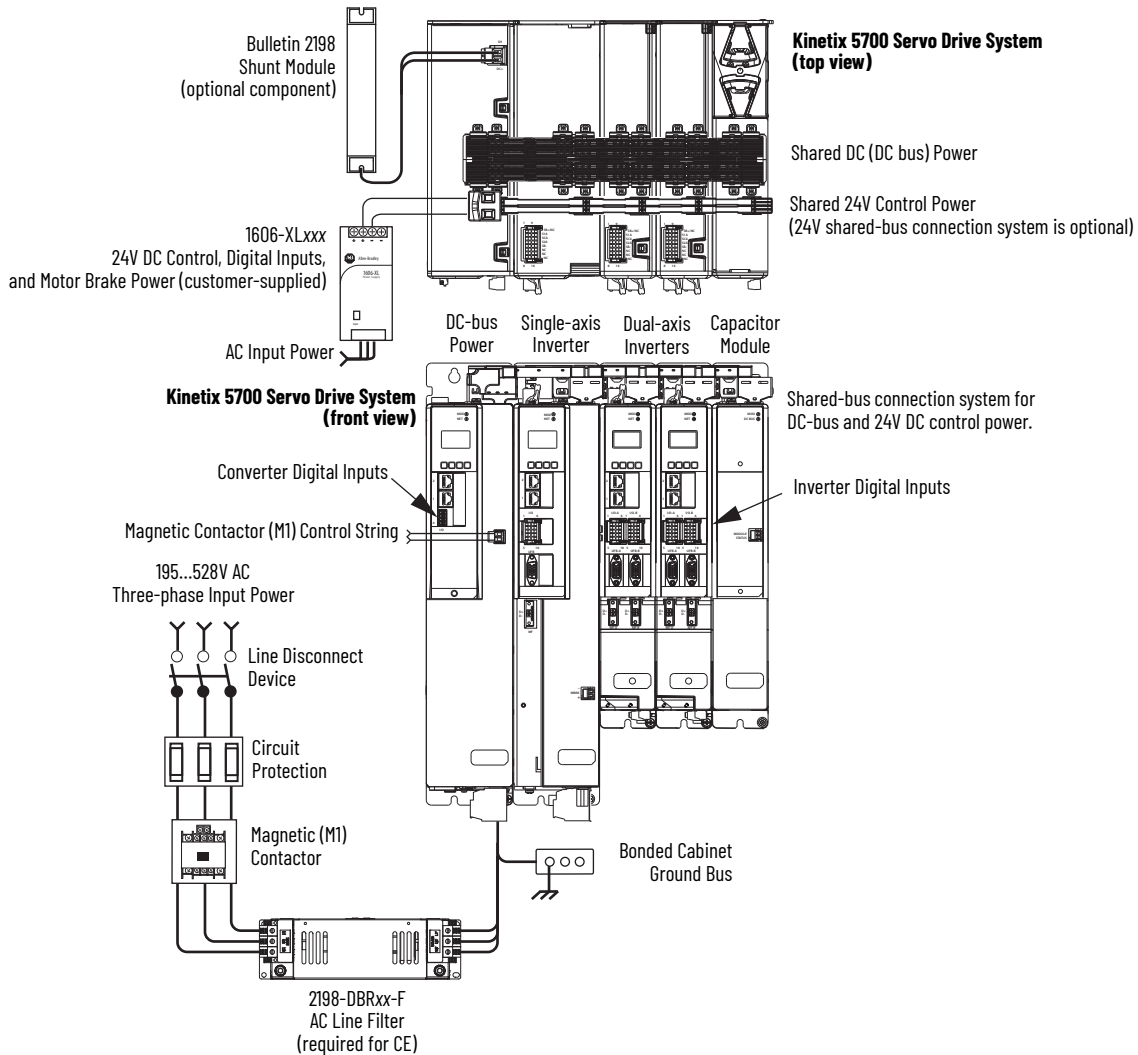 Bulletin 2198
Shunt Module
(optional component)
Kinetix 5700 Servo Drive System
(top view)
Shared DC (DC bus) Power
Shared 24V Control Power
(24V shared-bus connection system is optional)
1606-XLxxx
24V DC Control, Digital Inputs,
and Motor Brake Power (customer-supplied)
Allen-Bradley
1606-XL
AC Input Power
DC-bus
Power
Single-axis
Inverter
Dual-axis
Inverters
Capacitor
Module
Kinetix 5700 Servo Drive System
(front view)
Shared-bus connection system for
DC-bus and 24V DC control power.
Converter Digital Inputs
Inverter Digital Inputs
Magnetic Contactor (M1) Control String
195...528V AC
Three-phase Input Power
Line Disconnect
Device
Circuit
Protection
Magnetic (M1)
Contactor
Bonded Cabinet
Ground Bus
2198-DBRxx-F
AC Line Filter
(required for CE)